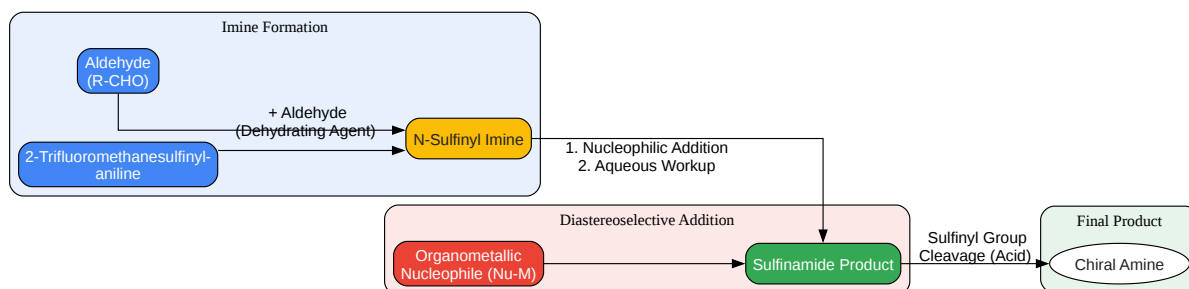 Imine Formation
Aldehyde
(R-CHO)
+ Aldehyde
(Dehydrating Agent)
2-Trifluoromethanesulfinyl-
aniline
N-Sulfinyl Imine
1. Nucleophilic Addition
2. Aqueous Workup
Diastereoselective Addition
Organometallic
Nucleophile (Nu-M)
Sulfinamide Product
Sulfinyl Group
Cleavage (Acid)
Final Product
Chiral Amine